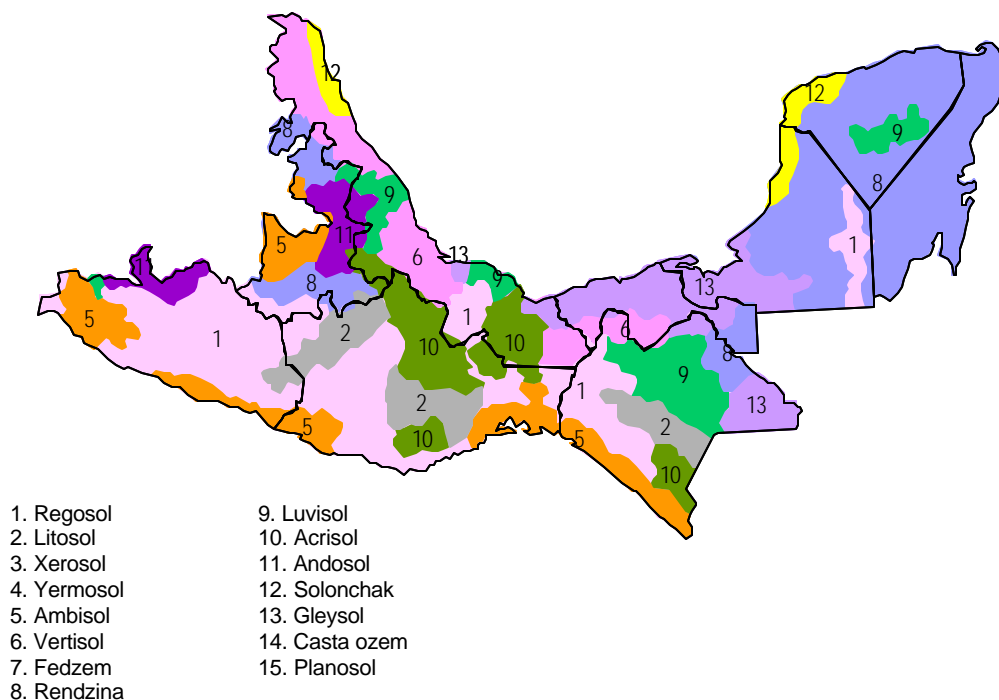 12
8
12
9
9
8
11
5
6
13
1
8
9
13
1
5
1
2
10
1
10
6
8
9
2
1
13
5
10
5
2
10
1. Regosol
2. Litosol
3. Xerosol
4. Yermosol
5. Ambisol
6. Vertisol
7. Fedzem
8. Rendzina
9. Luvisol
10. Acrisol
11. Andosol
12. Solonchak
13. Gleysol
14. Casta ozem
15. Planosol